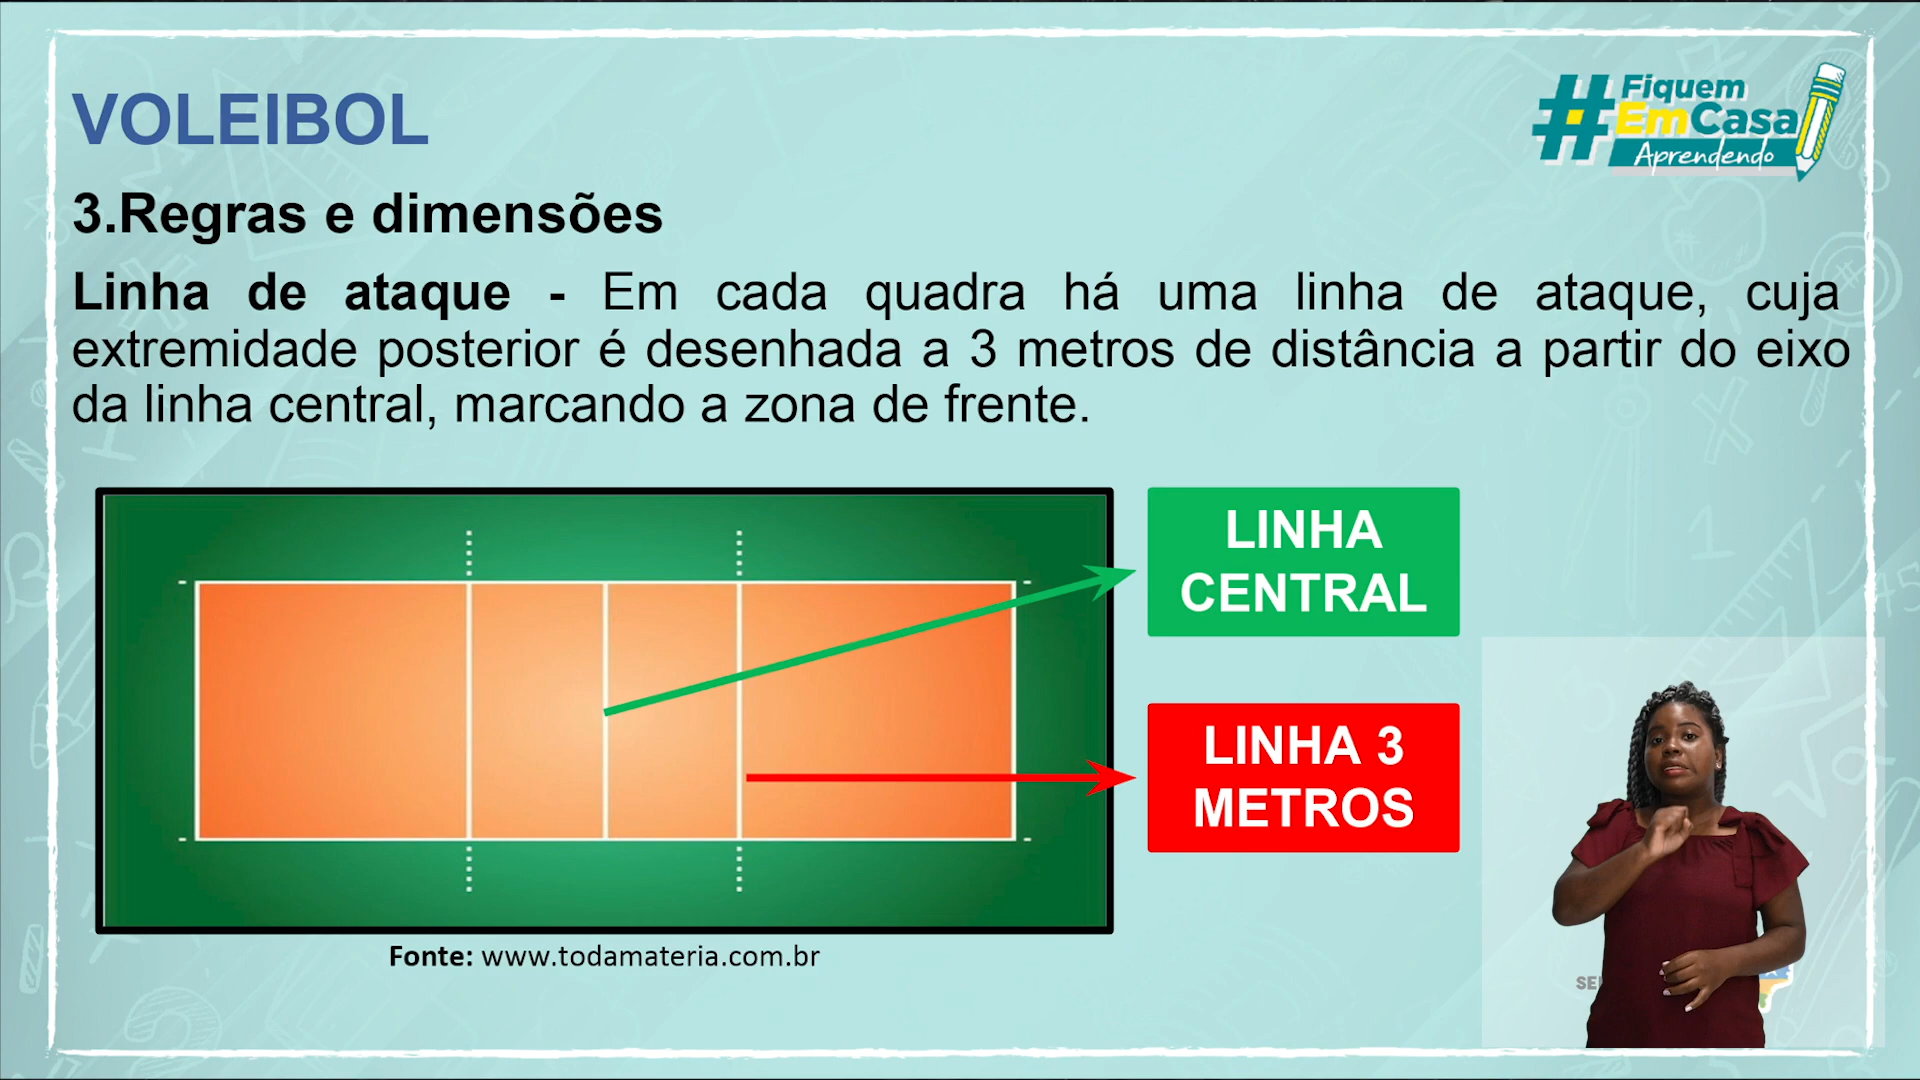 VOLEIBOL
#Fiquem
EmCasa
Aprendendo
3.Regras e dimensões
Linha de ataque - Em cada quadra há uma linha de ataque, cuja
extremidade posterior é desenhada a 3 metros de distância a partir do eixo
da linha central, marcando a zona de frente.
LINHA
CENTRAL
LINHA 3
METROS
Fonte: www.todamateria.com.br